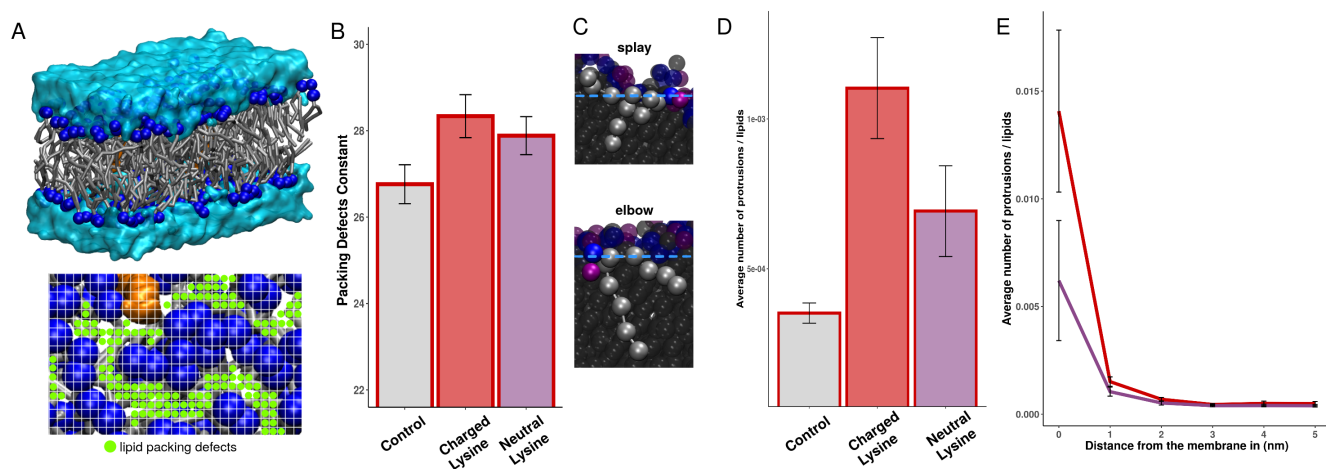 A
lipid packing defects
B
Packing Defects Constant
30
28
26
24
22
Control
Charged
Lysine
Neutral
Lysine
C
splay
elbow
D
Average number of protrusions / lipids
1e-03
5e-04
Control
Charged
Lysine
Neutral
Lysine
E
Average number of protrusions / lipids
0.015
0.010
0.005
0.000
0
1
2
3
4
5
Distance from the membrane in (nm)